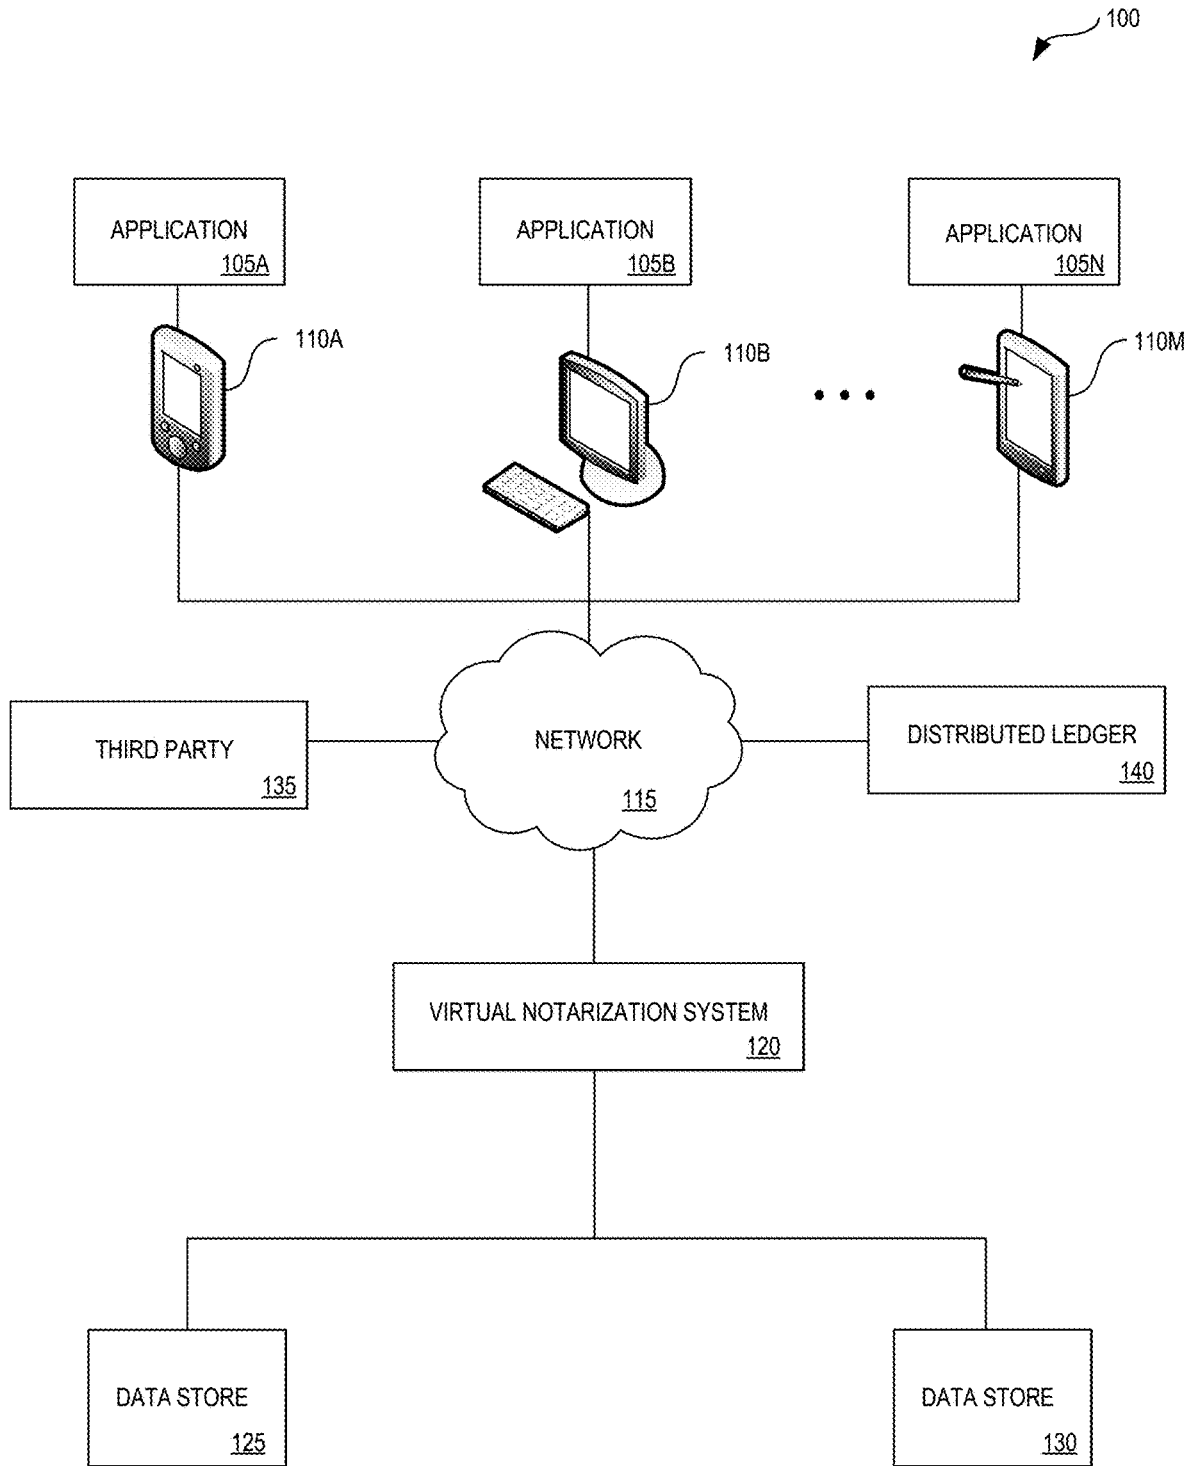 100
APPLICATION
105A
APPLICATION
105B
APPLICATION
105N
110A
110B
110M
THIRD PARTY
135
NETWORK
115
DISTRIBUTED LEDGER
140
VIRTUAL NOTARIZATION SYSTEM
120
DATA STORE
125
DATA STORE
130